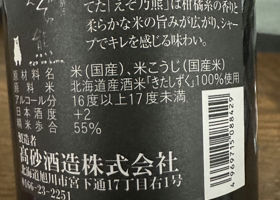 てた「えぞ乃熊」は柑橘系の香りと
柔らかな米の旨みが広がり、シャー
プでキレを感じる味わい。
原材料名 米(国産)、米こうじ(国産米)
原料米 北海道産酒米「きたしずく」100%使用
アルコール分 16度以上17度未満
日本酒度 +2
精米歩合 55%
製造者
髙砂酒造株式会社
北海道旭川市宮下通17丁目右1号
0166-23-2251
4969715088429